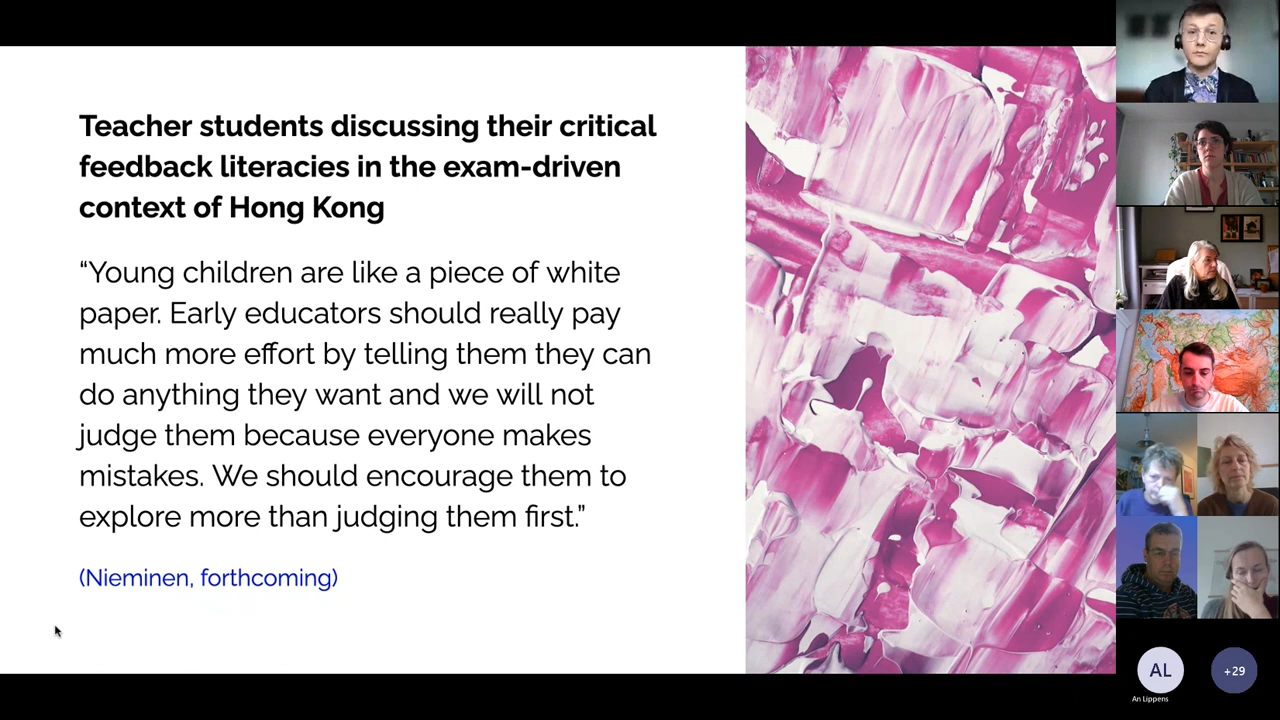 Teacher students discussing their critical
feedback literacies in the exam-driven
context of Hong Kong
“Young children are like a piece of white
paper. Early educators should really pay
much more effort by telling them they can
do anything they want and we will not
judge them because everyone makes
mistakes. We should encourage them to
explore more than judging them first.”
(Nieminen, forthcoming)
AL
+29
An Lippens